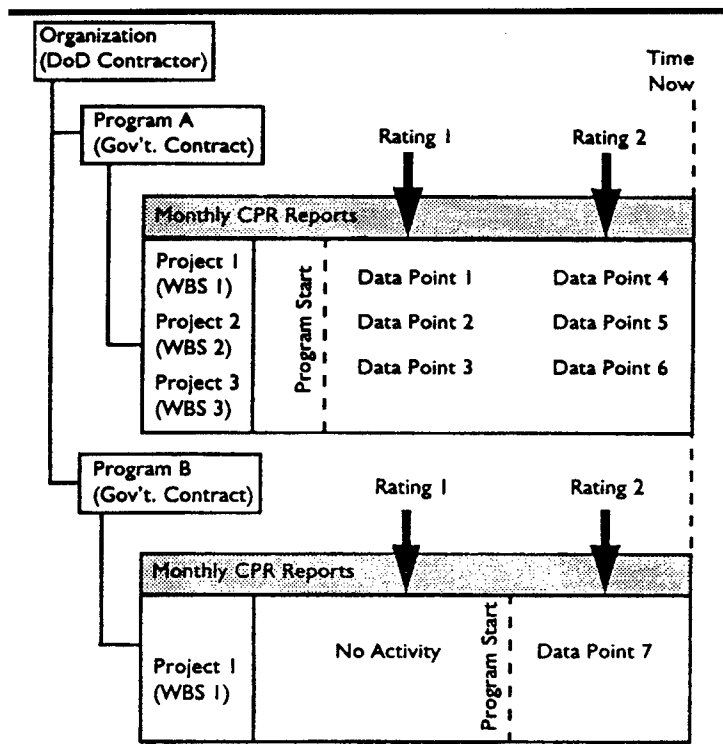 Organization
(DoD Contractor)
Time
Now
Program A
(Gov't. Contract)
Rating 1
Rating 2
Monthly CPR Reports
Project 1
(WBS 1)
Project 2
(WBS 2)
Project 3
(WBS 3)
Program Start
Data Point 1
Data Point 4
Data Point 2
Data Point 5
Data Point 3
Data Point 6
Program B
(Gov't. Contract)
Rating 1
Rating 2
Monthly CPR Reports
Project 1
(WBS 1)
No Activity
Program Start
Data Point 7